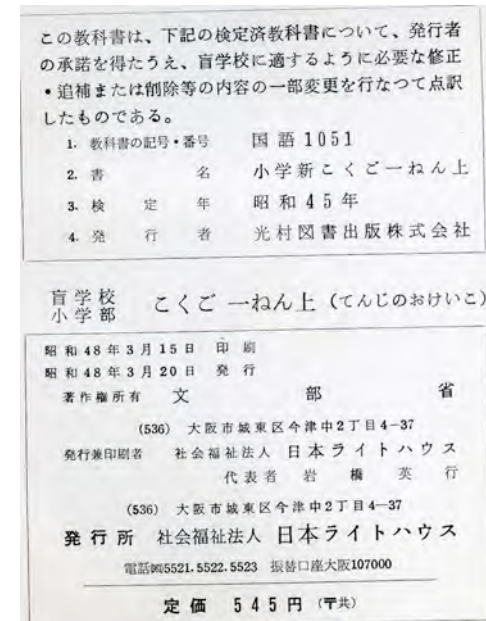 この教科書は、下記の検定済教科書について、発行者
の承諾を得たうえ、盲学校に適するように必要な修正
・追補または削除等の内容の一部変更を行なつて点訳
したものである。
1. 教科書の記号・番号 国語1051
2. 書名 小学新こくご一ねん上
3. 検定年 昭和45年
4. 発行者 光村図書出版株式会社
盲学校
小学部 こくご 一ねん上(てんじのおけいこ)
昭和48年3月15日 印刷
昭和48年3月20日 発行
著作権所有 文部省
(536) 大阪市城東区今津中2丁目4-37
発行兼印刷者 社会福祉法人 日本ライトハウス
代表者 岩橋英行
(536) 大阪市城東区今津中2丁目4-37
発行所 社会福祉法人 日本ライトハウス
電話5521.5522.5523 振替口座大阪107000
定価 545円 (〒共)